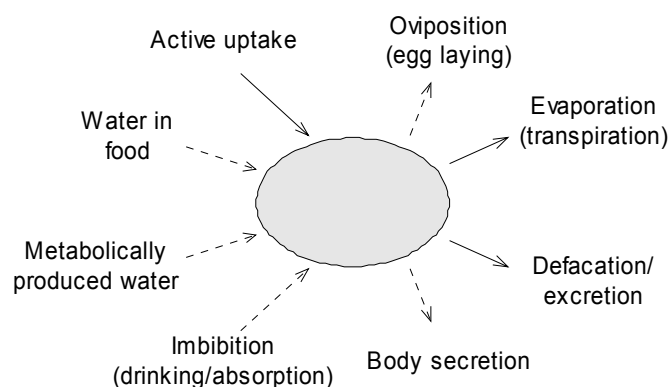 Active uptake
Oviposition
(egg laying)
Evaporation
(transpiration)
Water in
food
Metabolically
produced water
Defacation/
excretion
Imbibition
(drinking/absorption)
Body secretion